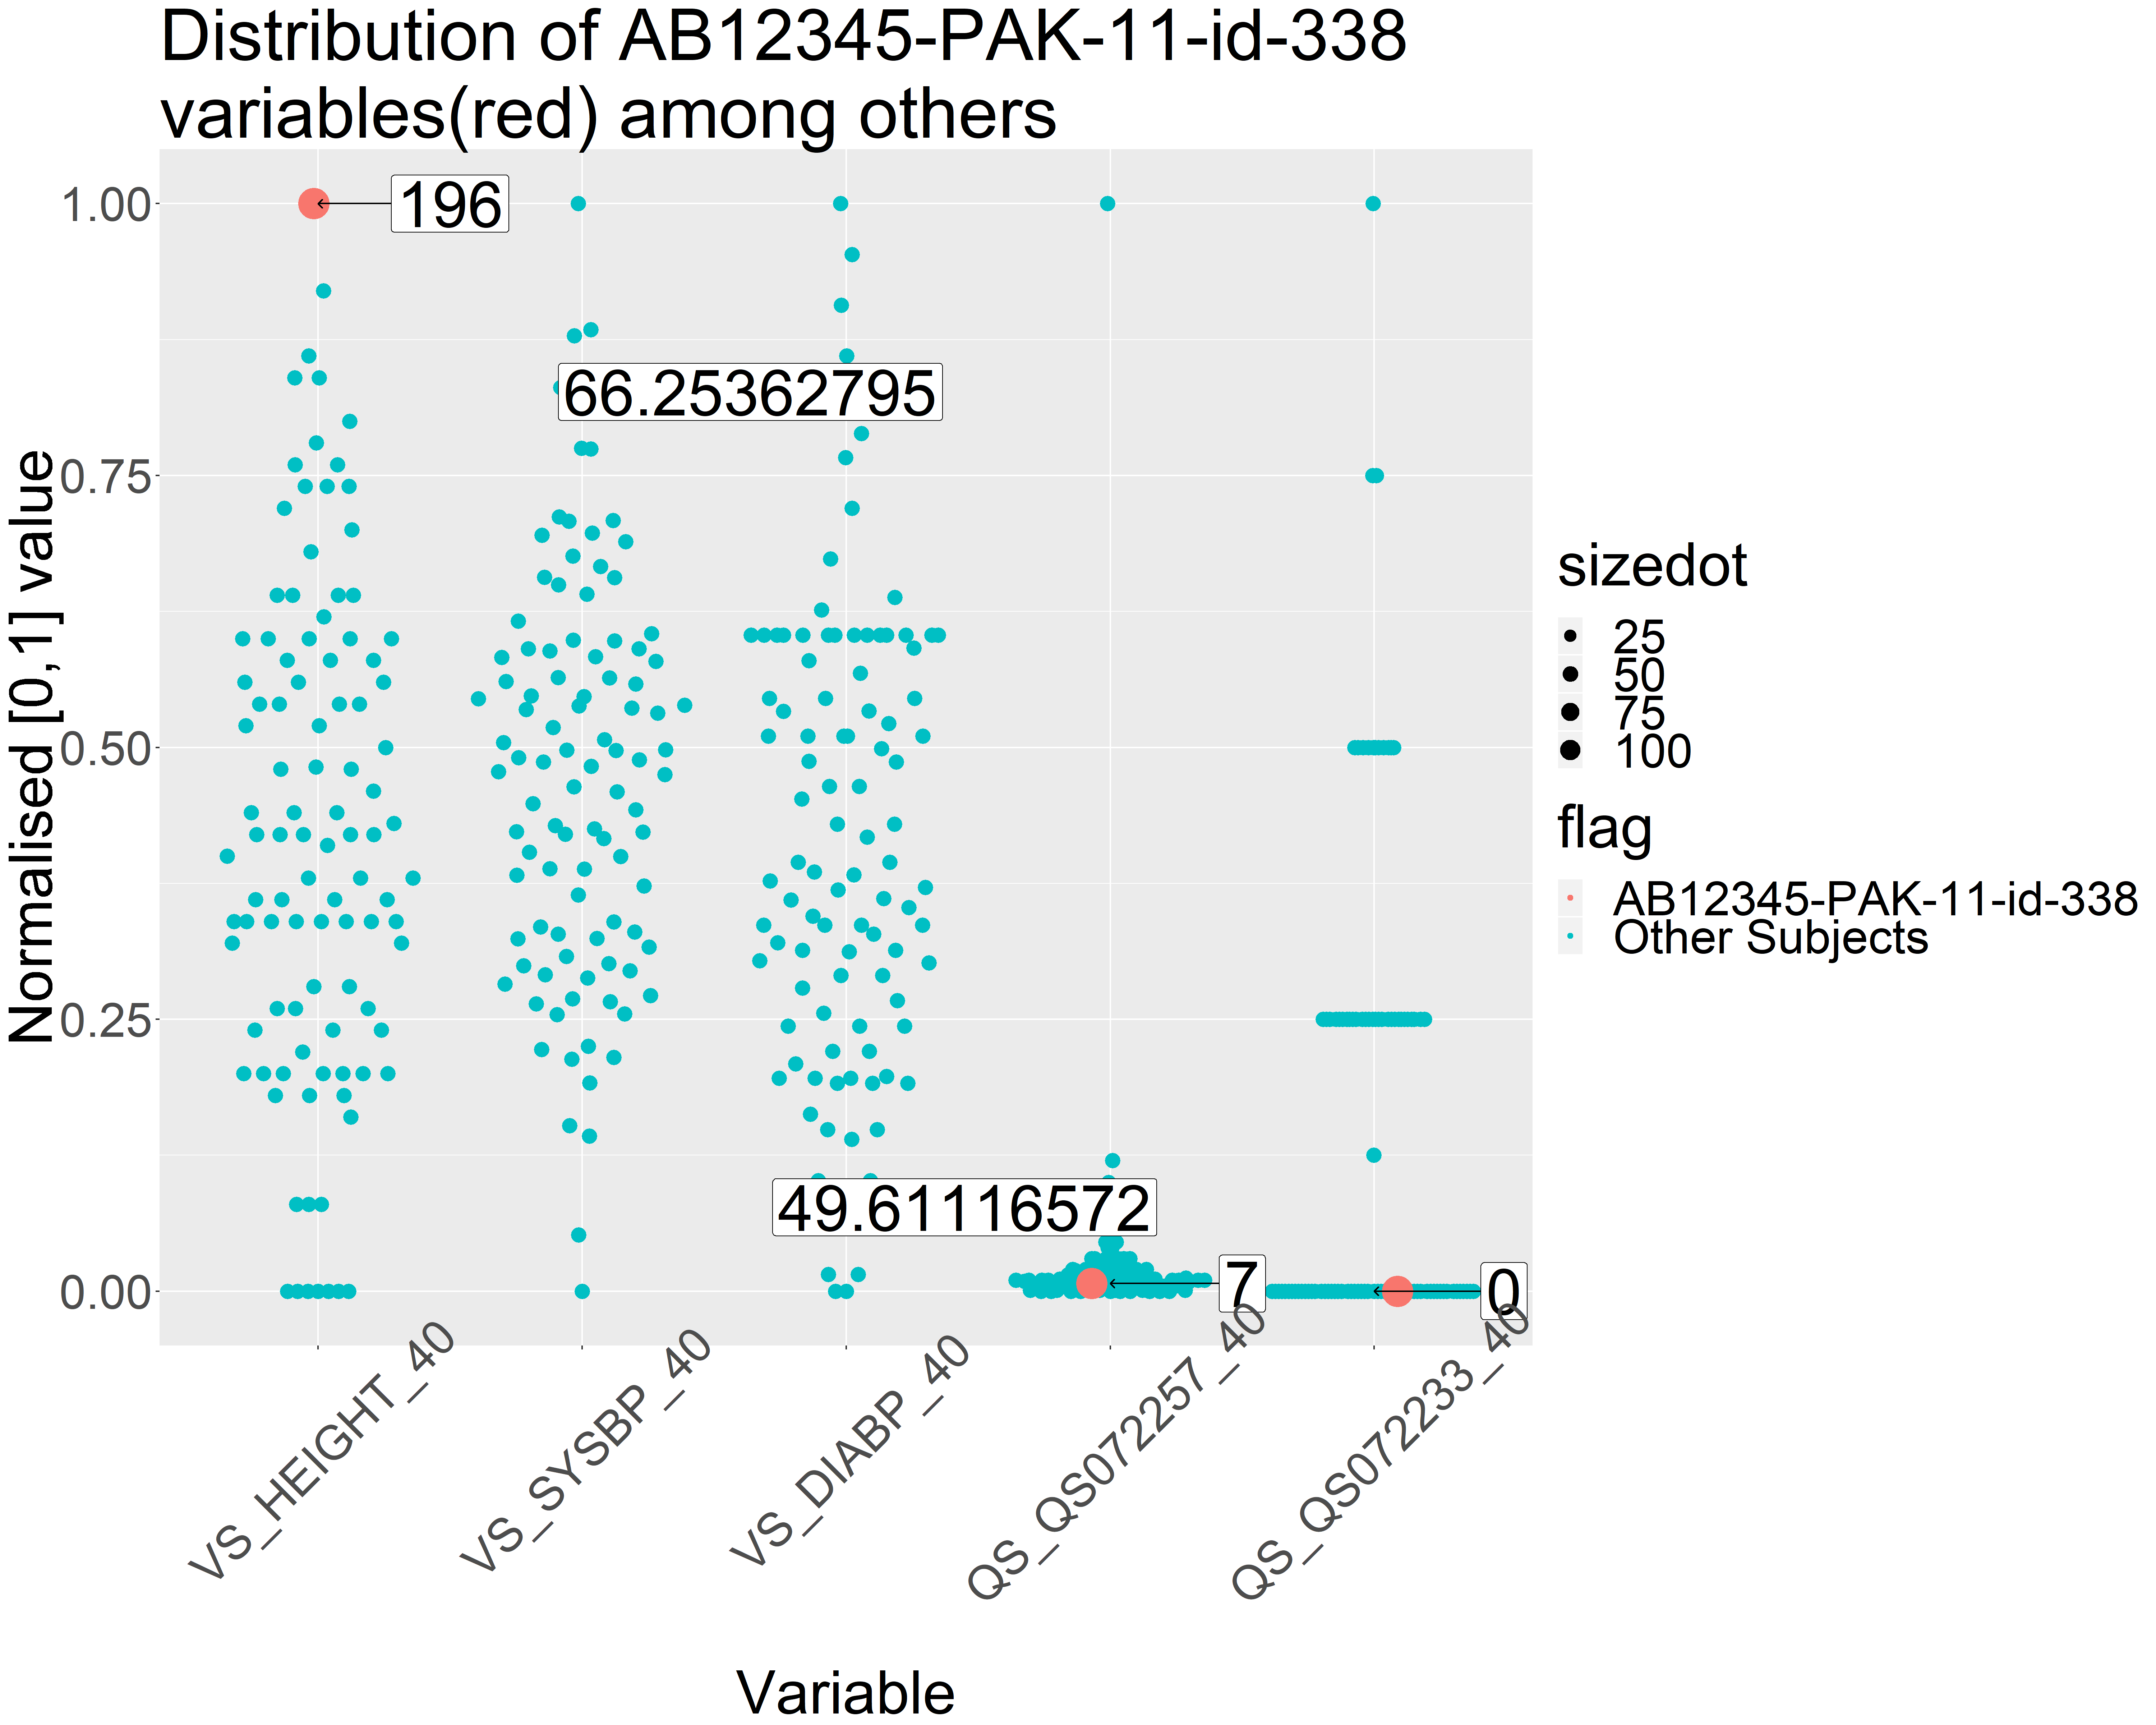 Distribution of AB12345-PAK-11-id-338
variables(red) among others
Normalised [0,1] value
1.00
0.75
0.50
0.25
0.00
196
66.25362795
49.61116572
7
0
VS_HEIGHT_40
VS_SYSBP_40
VS_DIABP_40
QS_QS072257_40
QS_QS072233_40
Variable
sizedot
25
50
75
100
flag
AB12345-PAK-11-id-338
Other Subjects